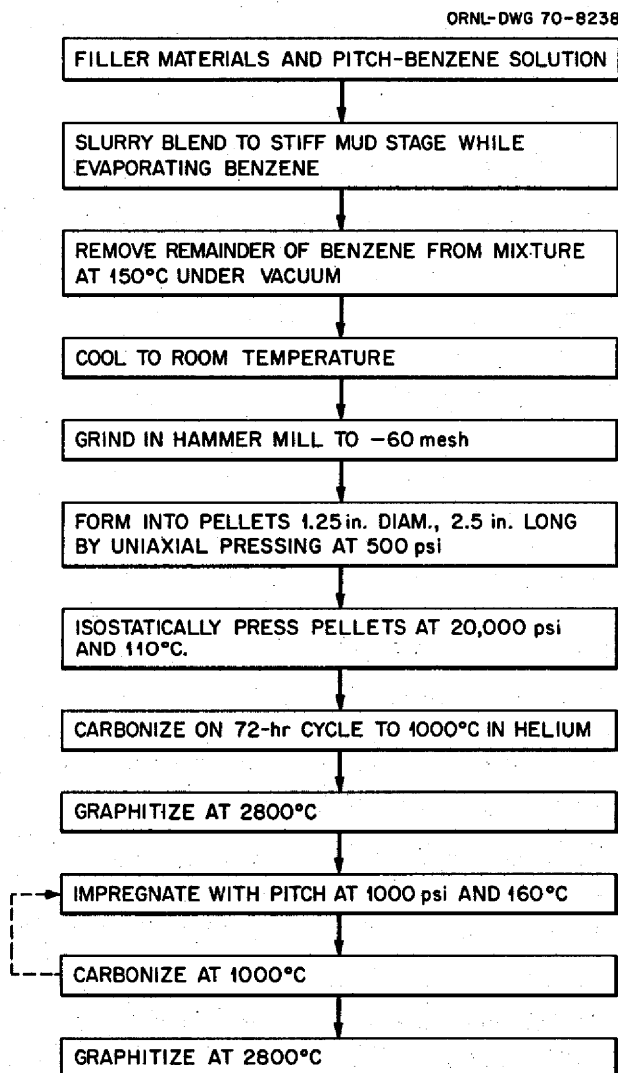 ORNL-DWG 70-8238
FILLER MATERIALS AND PITCH-BENZENE SOLUTION
SLURRY BLEND TO STIFF MUD STAGE WHILE
EVAPORATING BENZENE
REMOVE REMAINDER OF BENZENE FROM MIXTURE
AT 150°C UNDER VACUUM
COOL TO ROOM TEMPERATURE
GRIND IN HAMMER MILL TO -60 mesh
FORM INTO PELLETS 1.25 in. DIAM., 2.5 in. LONG
BY UNIAXIAL PRESSING AT 500 psi
ISOSTATICALLY PRESS PELLETS AT 20,000 psi
AND 110°C.
CARBONIZE ON 72-hr CYCLE TO 1000°C IN HELIUM
GRAPHITIZE AT 2800°C
IMPREGNATE WITH PITCH AT 1000 psi AND 160°C
CARBONIZE AT 1000°C
GRAPHITIZE AT 2800°C